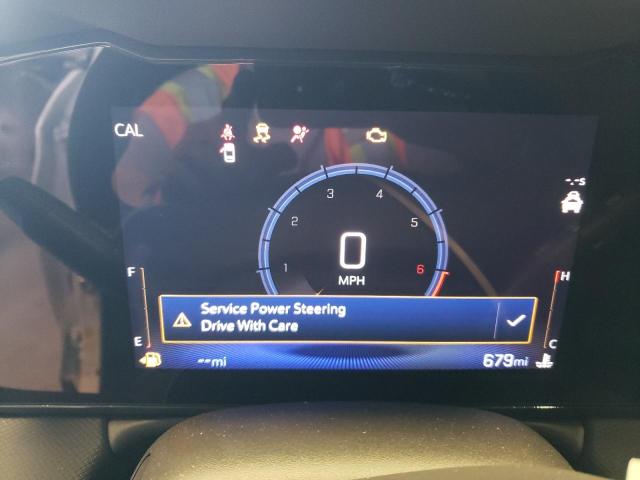 CAL
3 4
2 5
1 6
0
MPH
-.-s
F H
Service Power Steering
Drive With Care
E C
--mi 679mi